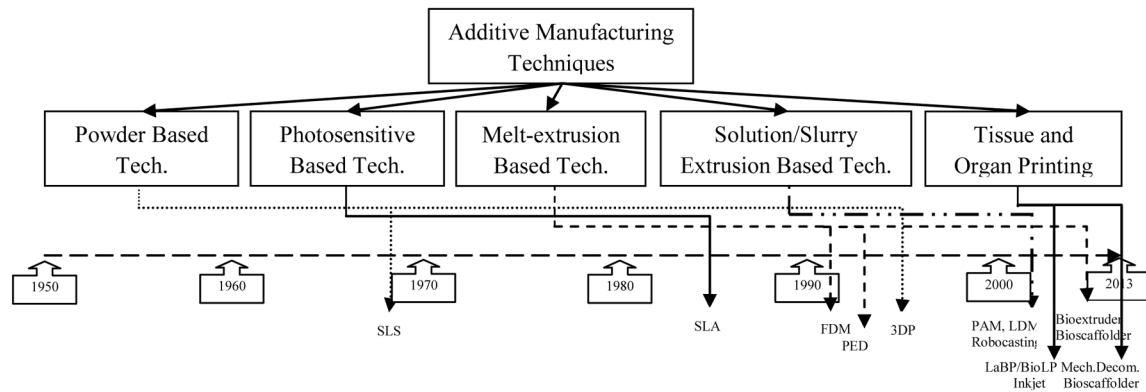 Additive Manufacturing
Techniques
Powder Based
Tech.
Photosensitive
Based Tech.
Melt-extrusion
Based Tech.
Solution/Slurry
Extrusion Based Tech.
Tissue and
Organ Printing
1950
1960
1970
1980
1990
2000
2013
SLS
SLA
FDM
PED
3DP
PAM, LDM
Robocasting
Bioextruder
Bioscaffolder
LaBP/BioLP
Inkjet
Mech.Decom.
Bioscaffolder